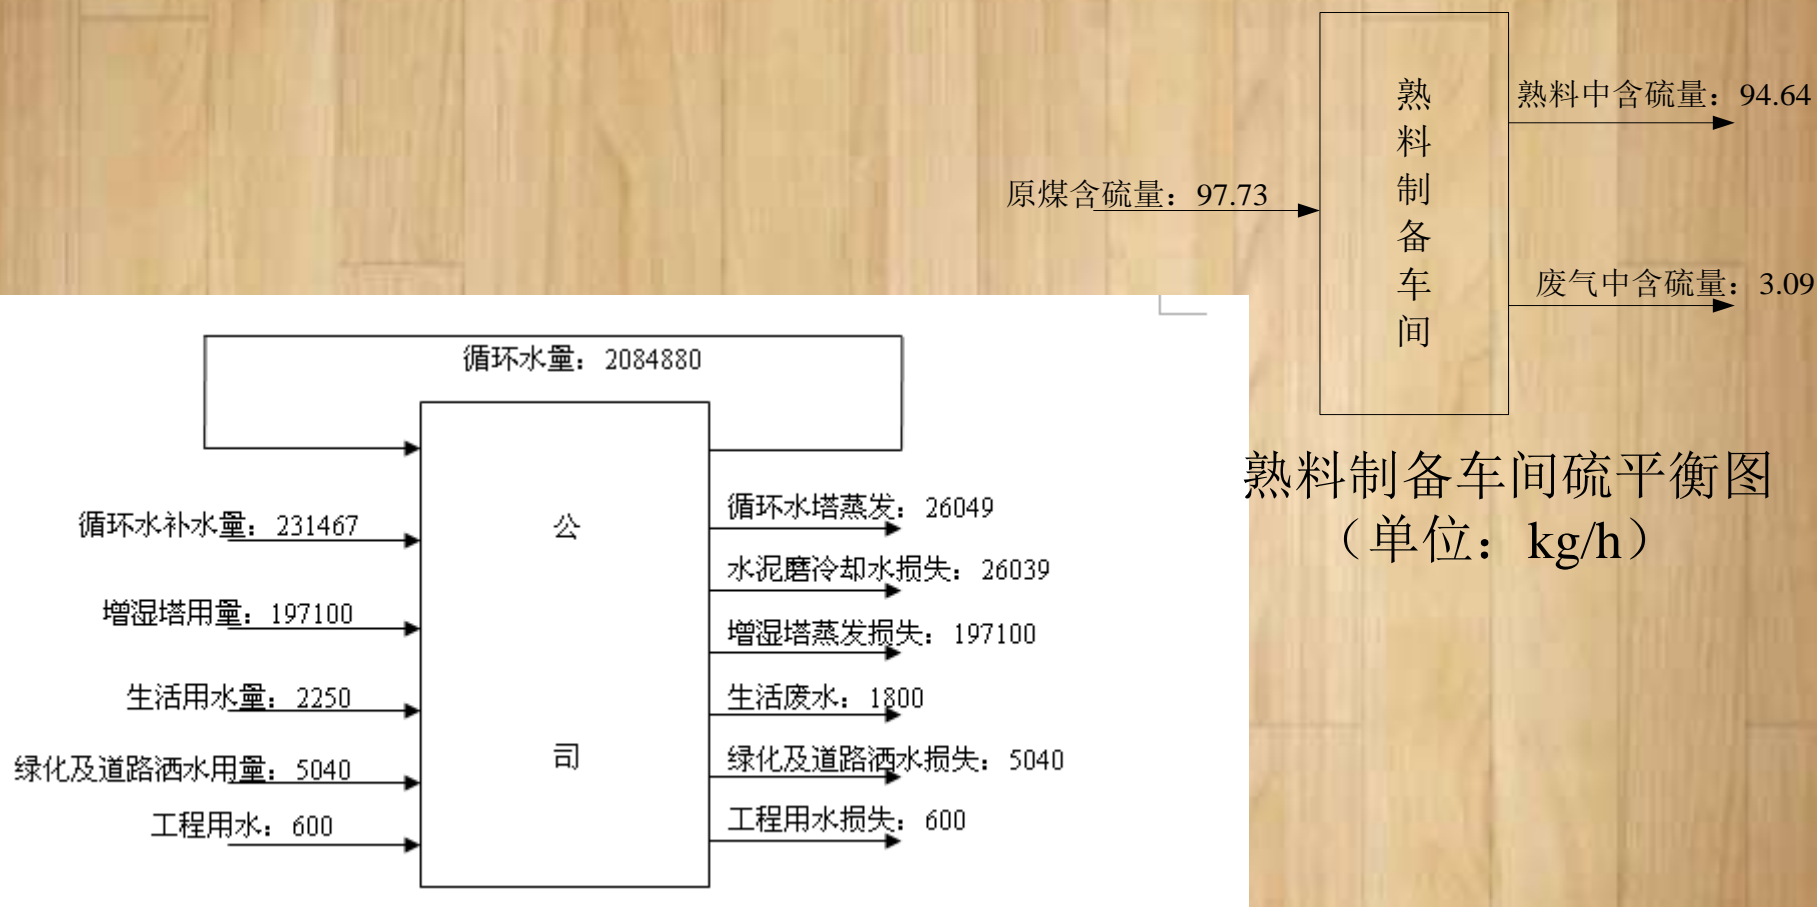 熟料制备车间
熟料中含硫量：94.64
原煤含硫量：97.73
废气中含硫量：3.09
熟料制备车间硫平衡图
（单位：kg/h）
循环水量：2084880
公司
循环水补水量：231467
增湿塔用量：197100
生活用水量：2250
绿化及道路洒水用量：5040
工程用水：600
循环水塔蒸发：26049
水泥磨冷却水损失：26039
增湿塔蒸发损失：197100
生活废水：1800
绿化及道路洒水损失：5040
工程用水损失：600